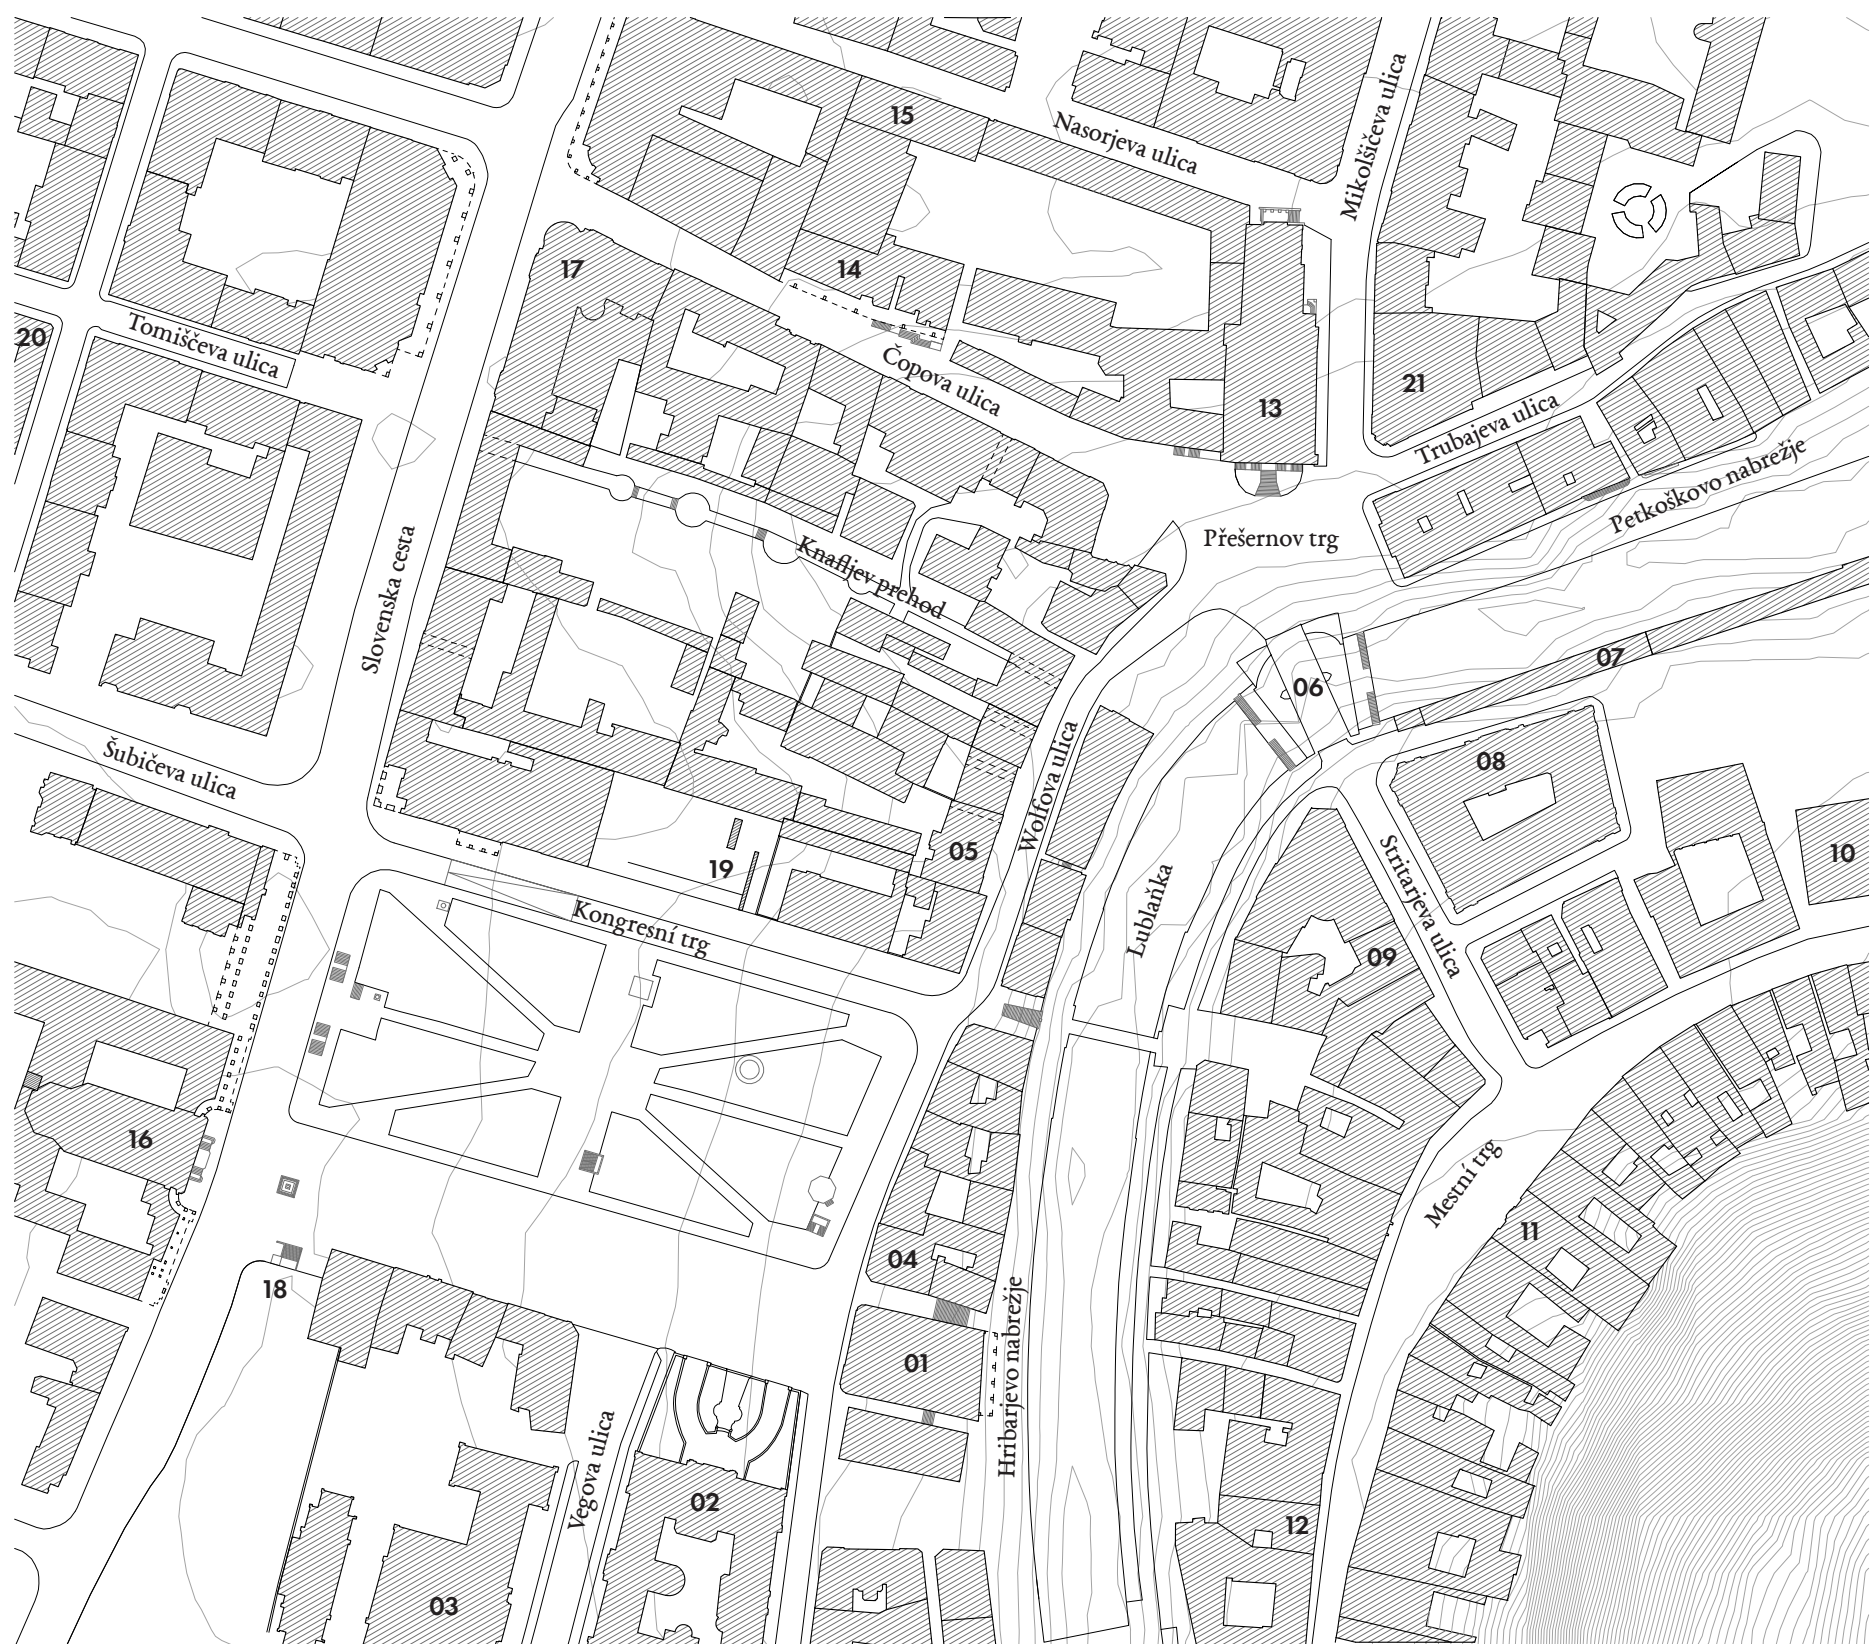 15
Nasorjeva ulica
Mikolšičeva ulica
17
14
20
Tomiščeva ulica
Čopova ulica
13
21
Trubajeva ulica
Petkoškovo nabrežje
Přešernov trg
Knafljev prehod
Slovenska cesta
07
06
Šubičeva ulica
Wolfova ulica
08
05
19
Stritarjeva ulica
10
Kongresní trg
Lublaňka
09
16
Mestní trg
11
04
18
01
Hribarjevo nabrežje
Vegova ulica
02
12
03